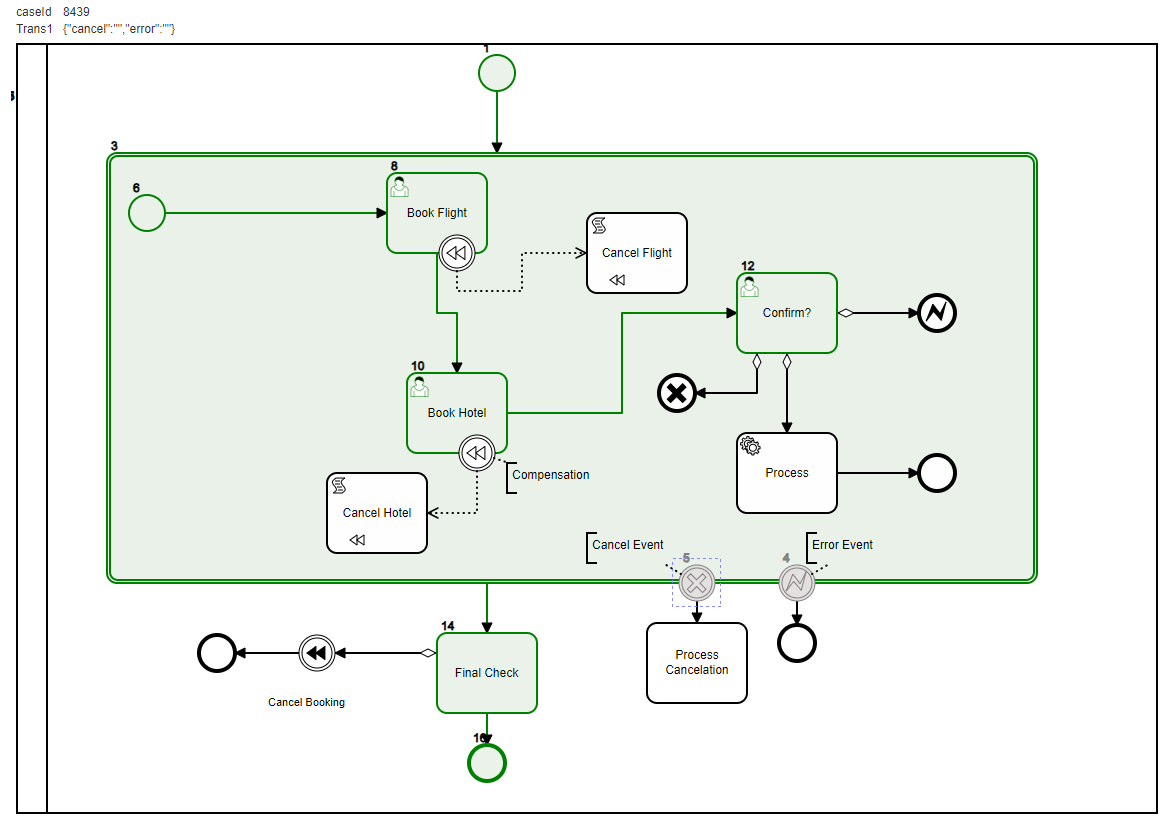 caseId 8439
Trans1 {"cancel":"","error":""}
1
3
8
6
Book Flight
Cancel Flight
12
Confirm?
10
Book Hotel
Compensation
Process
Cancel Hotel
Cancel Event
Error Event
5
4
14
Final Check
Process
Cancelation
Cancel Booking
16